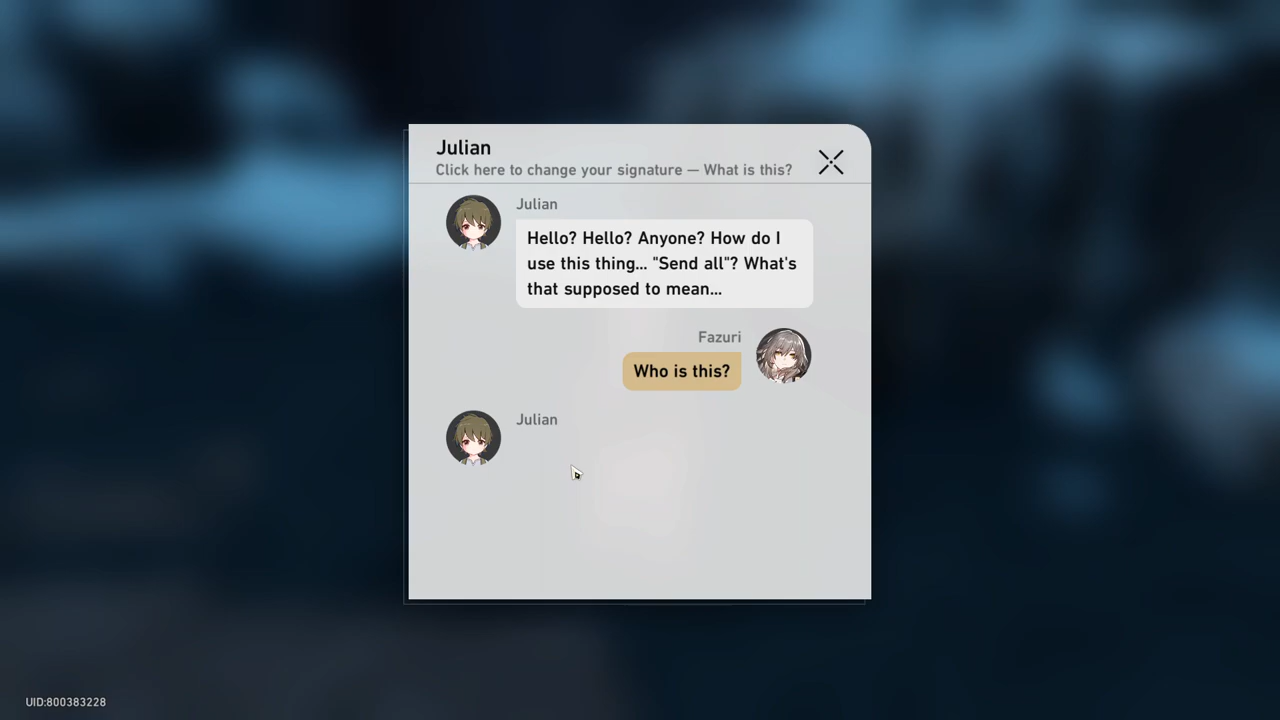 Julian
Click here to change your signature — What is this?
Julian
Hello? Hello? Anyone? How do I
use this thing... "Send all"? What's
that supposed to mean...
Fazuri
Who is this?
Julian
UID:800383228